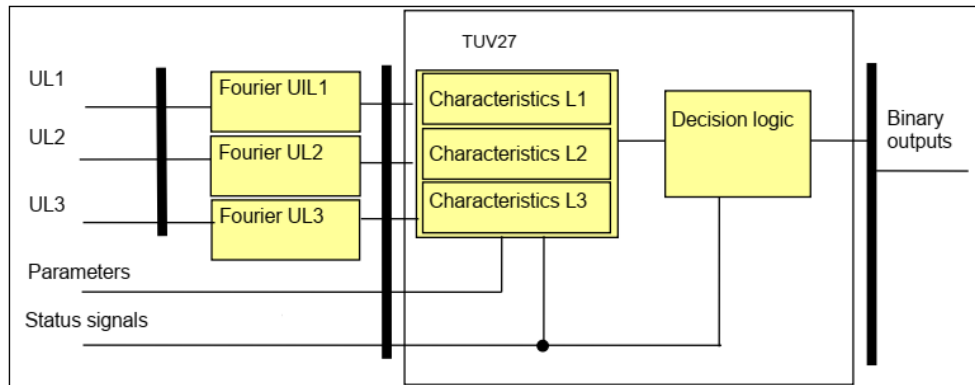 TUV27
UL1
Fourier UIL1
Characteristics L1
Decision logic
Binary
outputs
UL2
Fourier UL2
Characteristics L2
UL3
Fourier UL3
Characteristics L3
Parameters
Status signals